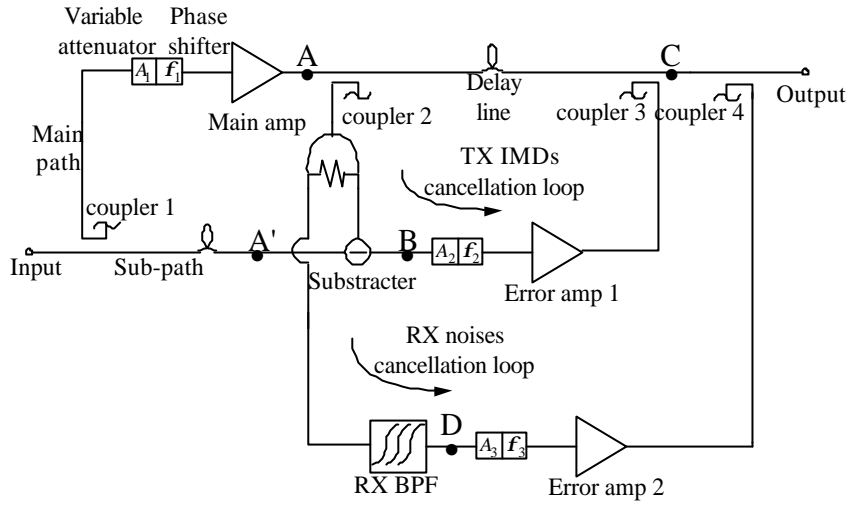 Variable
attenuator
Phase
shifter
A₁ f₁
Main amp
A
coupler 2
Delay
line
C
coupler 3
coupler 4
Output
Main
path
TX IMDs
cancellation loop
coupler 1
Input
Sub-path
A'
Substracter
B
A₂ f₂
Error amp 1
RX noises
cancellation loop
RX BPF
D
A₃ f₃
Error amp 2